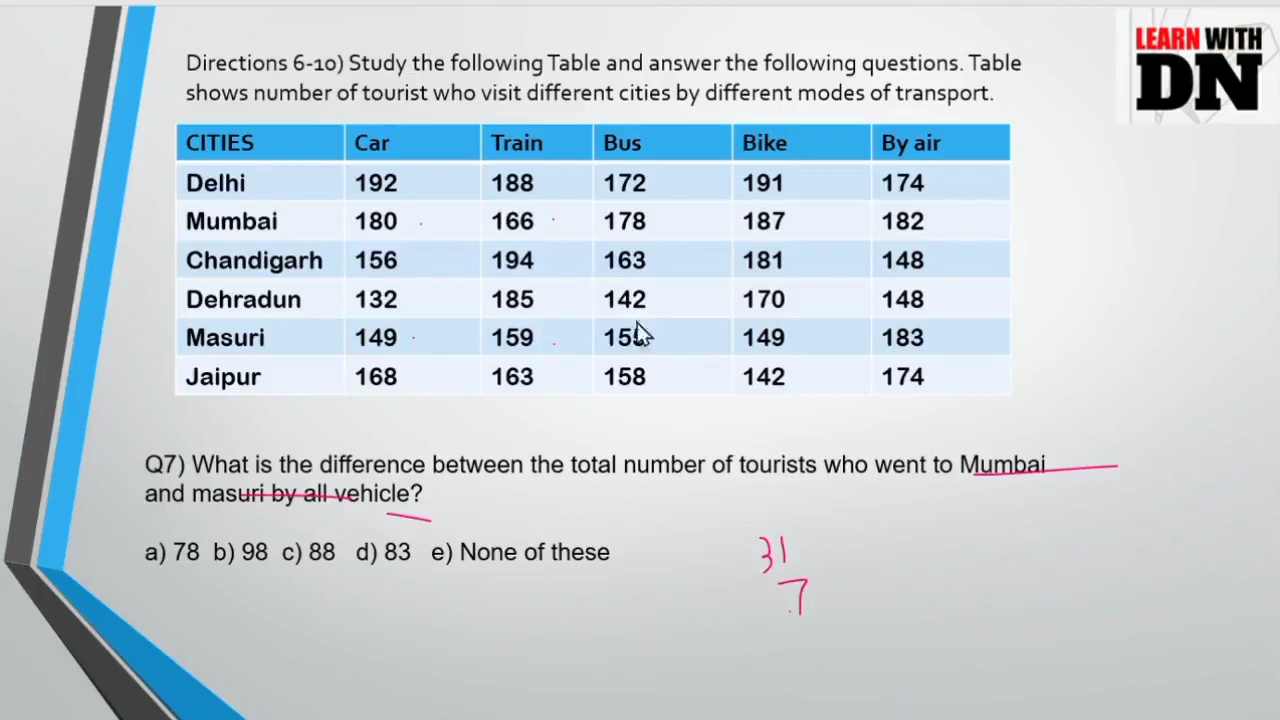 LEARN WITH
DN
Directions 6-10) Study the following Table and answer the following questions. Table
shows number of tourist who visit different cities by different modes of transport.
CITIES Car Train Bus Bike By air
Delhi 192 188 172 191 174
Mumbai 180 166 178 187 182
Chandigarh 156 194 163 181 148
Dehradun 132 185 142 170 148
Masuri 149 159 149 183
Jaipur 168 163 158 142 174
Q7) What is the difference between the total number of tourists who went to Mumbai
and masuri by all vehicle?
a) 78 b) 98 c) 88 d) 83 e) None of these
31
7